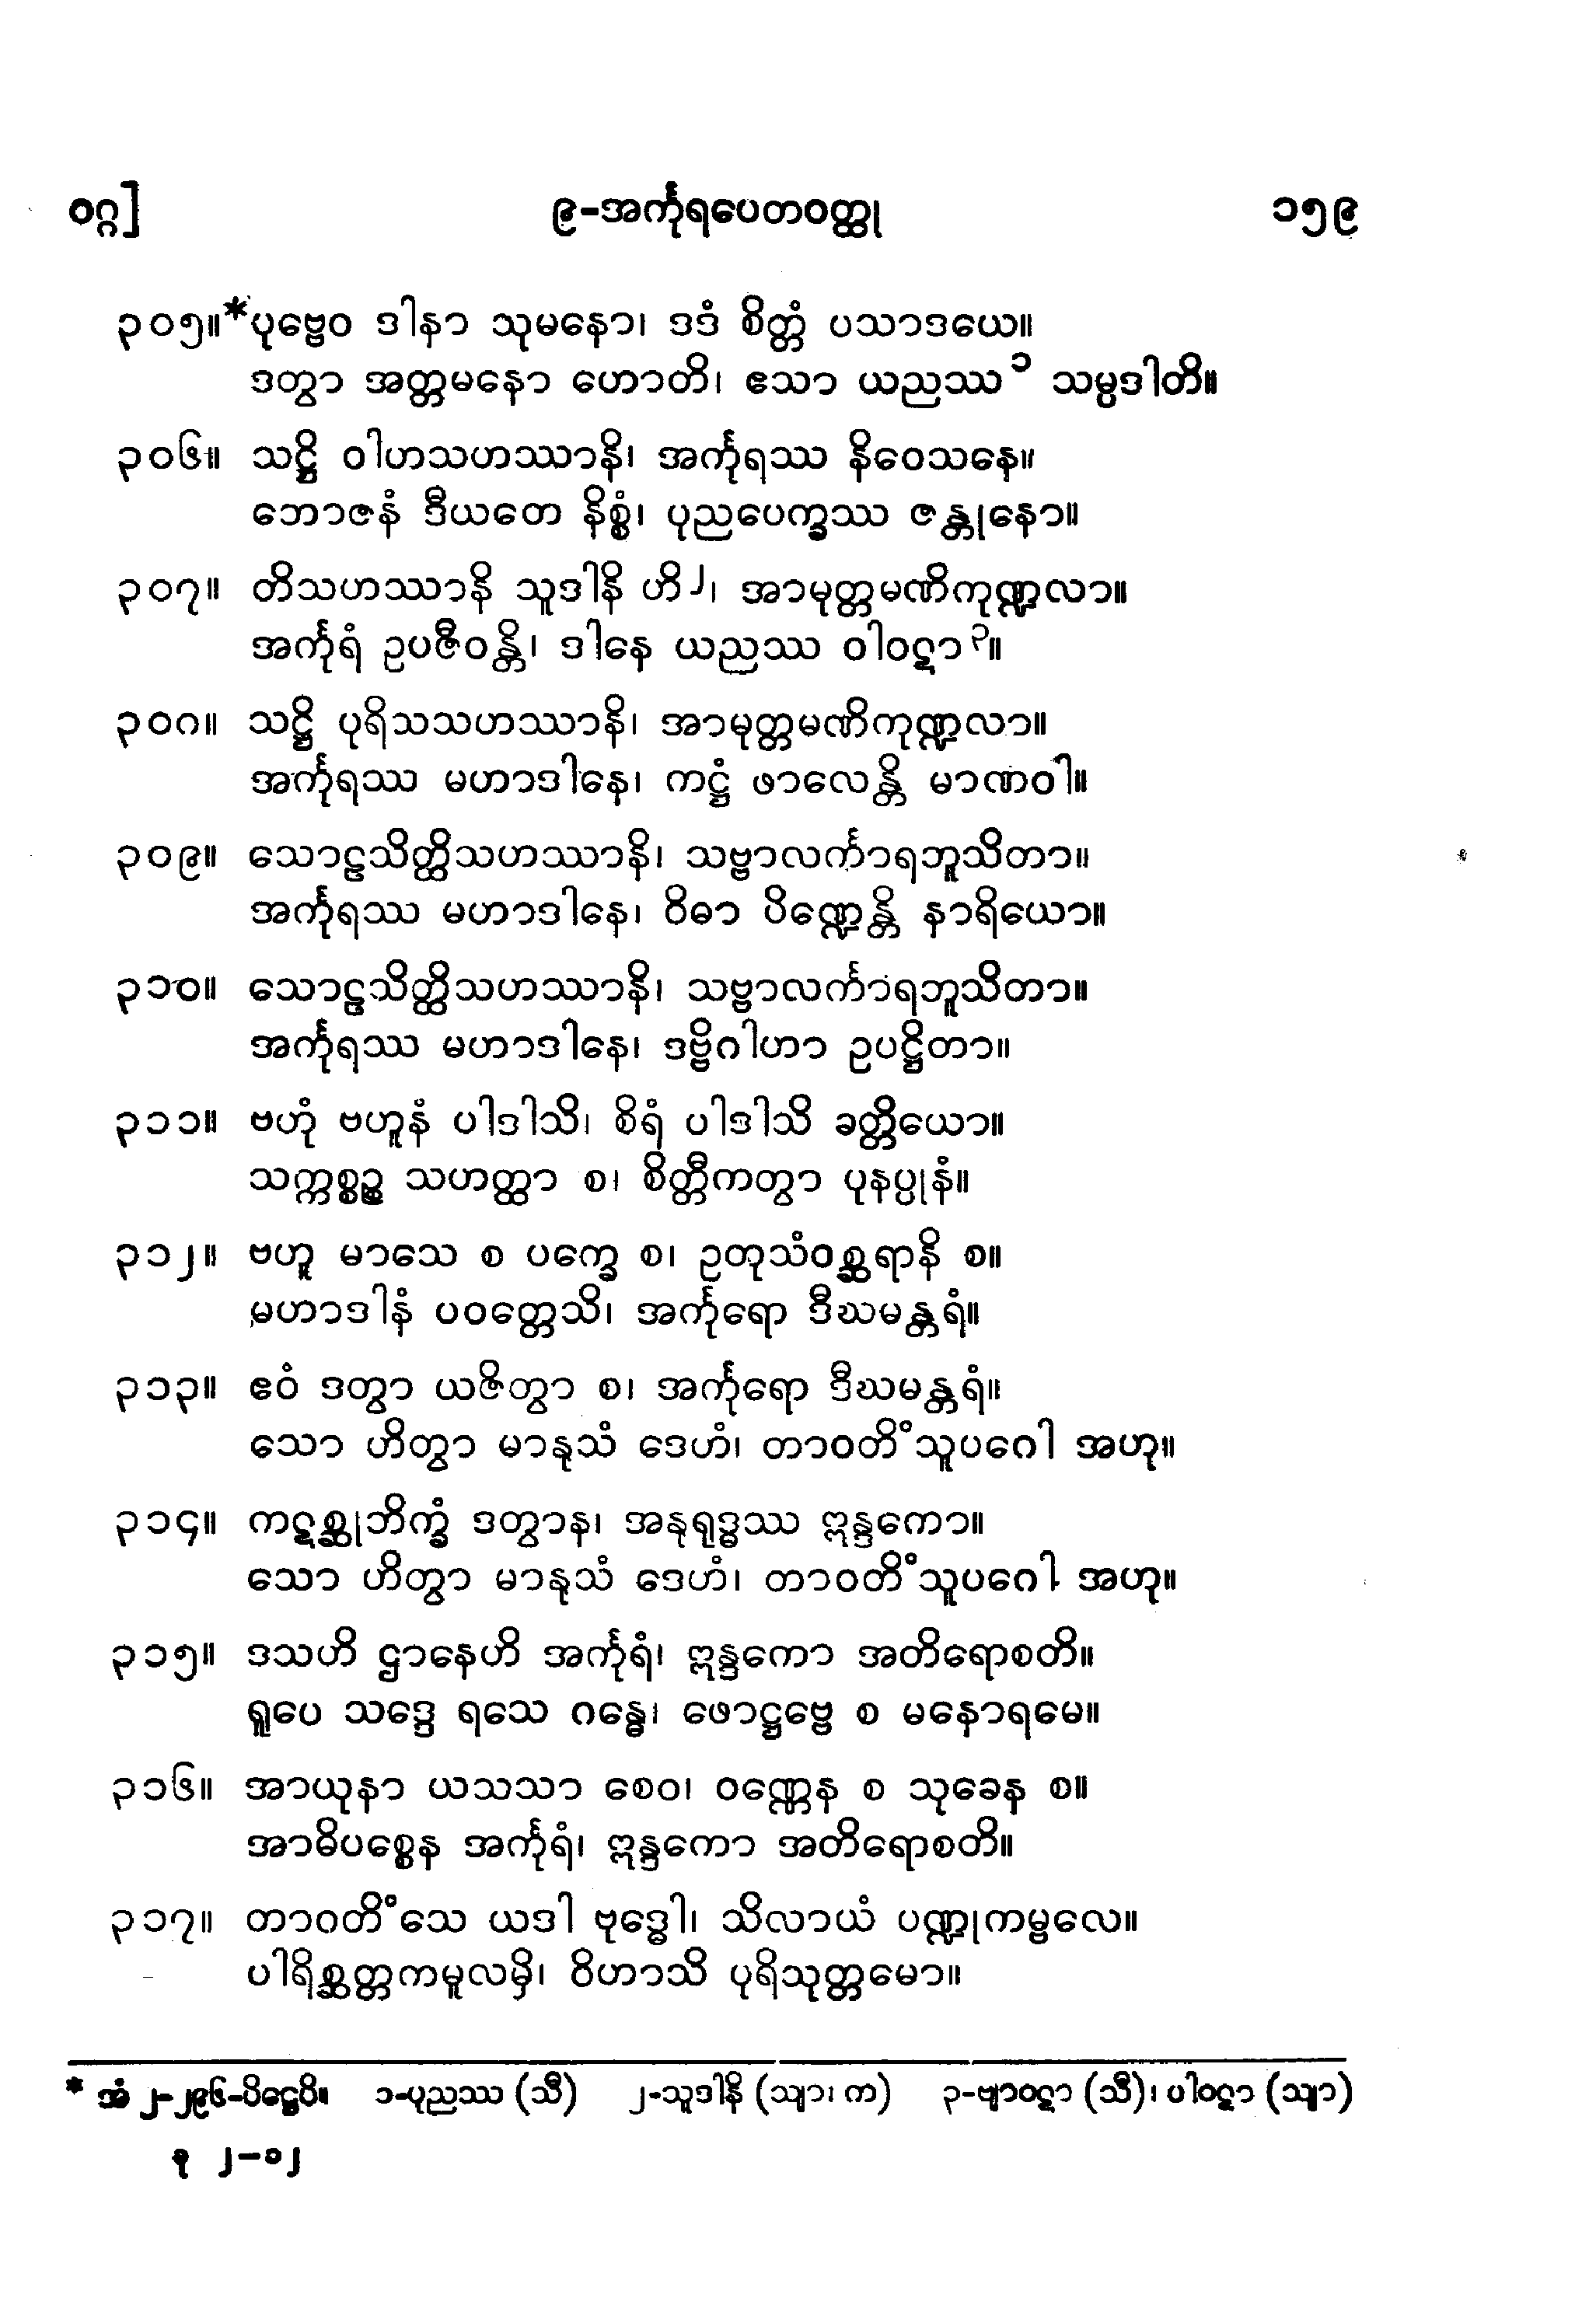 ဝဂ္ဂ] ၉-အင်္ကုရပေတဝတ္ထု ၁၅၉
၃၀၅။*ပုဗ္ဗေဝ ဒါနာ သုမနော၊ ဒဒံ စိတ္တံ ပသာဒယေ။
ဒတွာ အတ္တမနော ဟောတိ၊ ဧသာ ယညဿ ၁ သမ္ပဒါတိ။
၃၀၆။ သဋ္ဌိ ဝါဟသဟဿာနိ၊ အင်္ကုရဿ နိဝေသနေ။
ဘောဇနံ ဒီယတေ နိစ္စံ၊ ပုညပေက္ခဿ ဇန္တုနော။
၃၀၇။ တိသဟဿာနိ သူဒါနိ ဟိ ၂၊ အာမုတ္တမဏိကုဏ္ဍလာ။
အင်္ကုရံ ဥပဇီဝန္တိ၊ ဒါနေ ယညဿ ဝါဝဋာ ၃။
၃၀၈။ သဋ္ဌိ ပုရိသသဟဿာနိ၊ အာမုတ္တမဏိကုဏ္ဍလာ။
အင်္ကုရဿ မဟာဒါနေ၊ ကဋ္ဌံ ဖာလေန္တိ မာဏဝါ။
၃၀၉။ သောဠသိတ္ထိသဟဿာနိ၊ သဗ္ဗာလင်္ကာရဘူသိတာ။
အင်္ကုရဿ မဟာဒါနေ၊ ဝိဓာ ပိဏ္ဍေန္တိ နာရိယော။
၃၁၀။ သောဠသိတ္ထိသဟဿာနိ၊ သဗ္ဗာလင်္ကာရဘူသိတာ။
အင်္ကုရဿ မဟာဒါနေ၊ ဒဗ္ဗိဂါဟာ ဥပဋ္ဌိတာ။
၃၁၁။ ဗဟုံ ဗဟူနံ ပါဒါသိ၊ စိရံ ပါဒါသိ ခတ္တိယော။
သက္ကစ္စဉ္စ သဟတ္ထာ စ၊ စိတ္တီကတွာ ပုနပ္ပုနံ။
၃၁၂။ ဗဟူ မာသေ စ ပက္ခေ စ၊ ဥတုသံဝစ္ဆရာနိ စ။
မဟာဒါနံ ပဝတ္တေသိ၊ အင်္ကုရော ဒီဃမန္တရံ။
၃၁၃။ ဧဝံ ဒတွာ ယဇိတွာ စ၊ အင်္ကုရော ဒီဃမန္တရံ။
သော ဟိတွာ မာနုသံ ဒေဟံ၊ တာဝတိံသူပဂေါ အဟု။
၃၁၄။ ကဋစ္ဆုဘိက္ခံ ဒတွာန၊ အနုရုဒ္ဓဿ ဣန္ဒကော။
သော ဟိတွာ မာနုသံ ဒေဟံ၊ တာဝတိံသူပဂေါ အဟု။
၃၁၅။ ဒသဟိ ဌာနေဟိ အင်္ကုရံ၊ ဣန္ဒကော အတိရောစတိ။
ရူပေ သဒ္ဒေ ရသေ ဂန္ဓေ၊ ဖောဋ္ဌဗ္ဗေ စ မနောရမေ။
၃၁၆။ အာယုနာ ယသသာ စေဝ၊ ဝဏ္ဏေန စ သုခေန စ။
အာဓိပစ္စေန အင်္ကုရံ၊ ဣန္ဒကော အတိရောစတိ။
၃၁၇။ တာဝတိံသေ ယဒါ ဗုဒ္ဓေါ၊ သိလာယံ ပဏ္ဍုကမ္ဗလေ။
ပါရိစ္ဆတ္တကမူလမှိ၊ ဝိဟာသိ ပုရိသုတ္တမော။
* အံ ၂-၂၉၆-ပိဋ္ဌေပိ။ ၁-ပုညဿ (သီ) ၂-သူဒါနိ (သျာ၊ က) ၃-ဗျာဝဋာ (သီ)၊ ပါဝဋာ (သျာ)
ခု ၂-၁၂